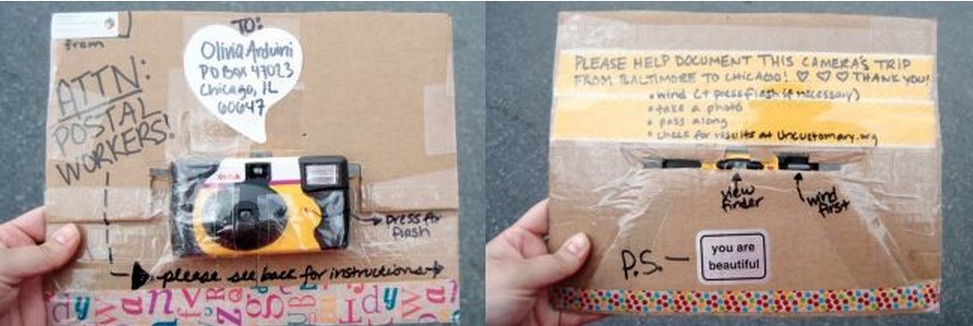 from
ATTN:
POSTAL
WORKERS!
TO:
Olivia Arduini
PO Box 47023
Chicago, IL
60647
Kodak
press for
flash
please see back for instructions
PLEASE HELP DOCUMENT THIS CAMERA'S TRIP
FROM BALTIMORE TO CHICAGO! ♡ ♡ ♡ THANK YOU!
• wind (+ press flash if necessary)
• take a photo
• pass along
• check for results at Uncustomary.org
view
finder
wind
first
P.S. —
you are
beautiful